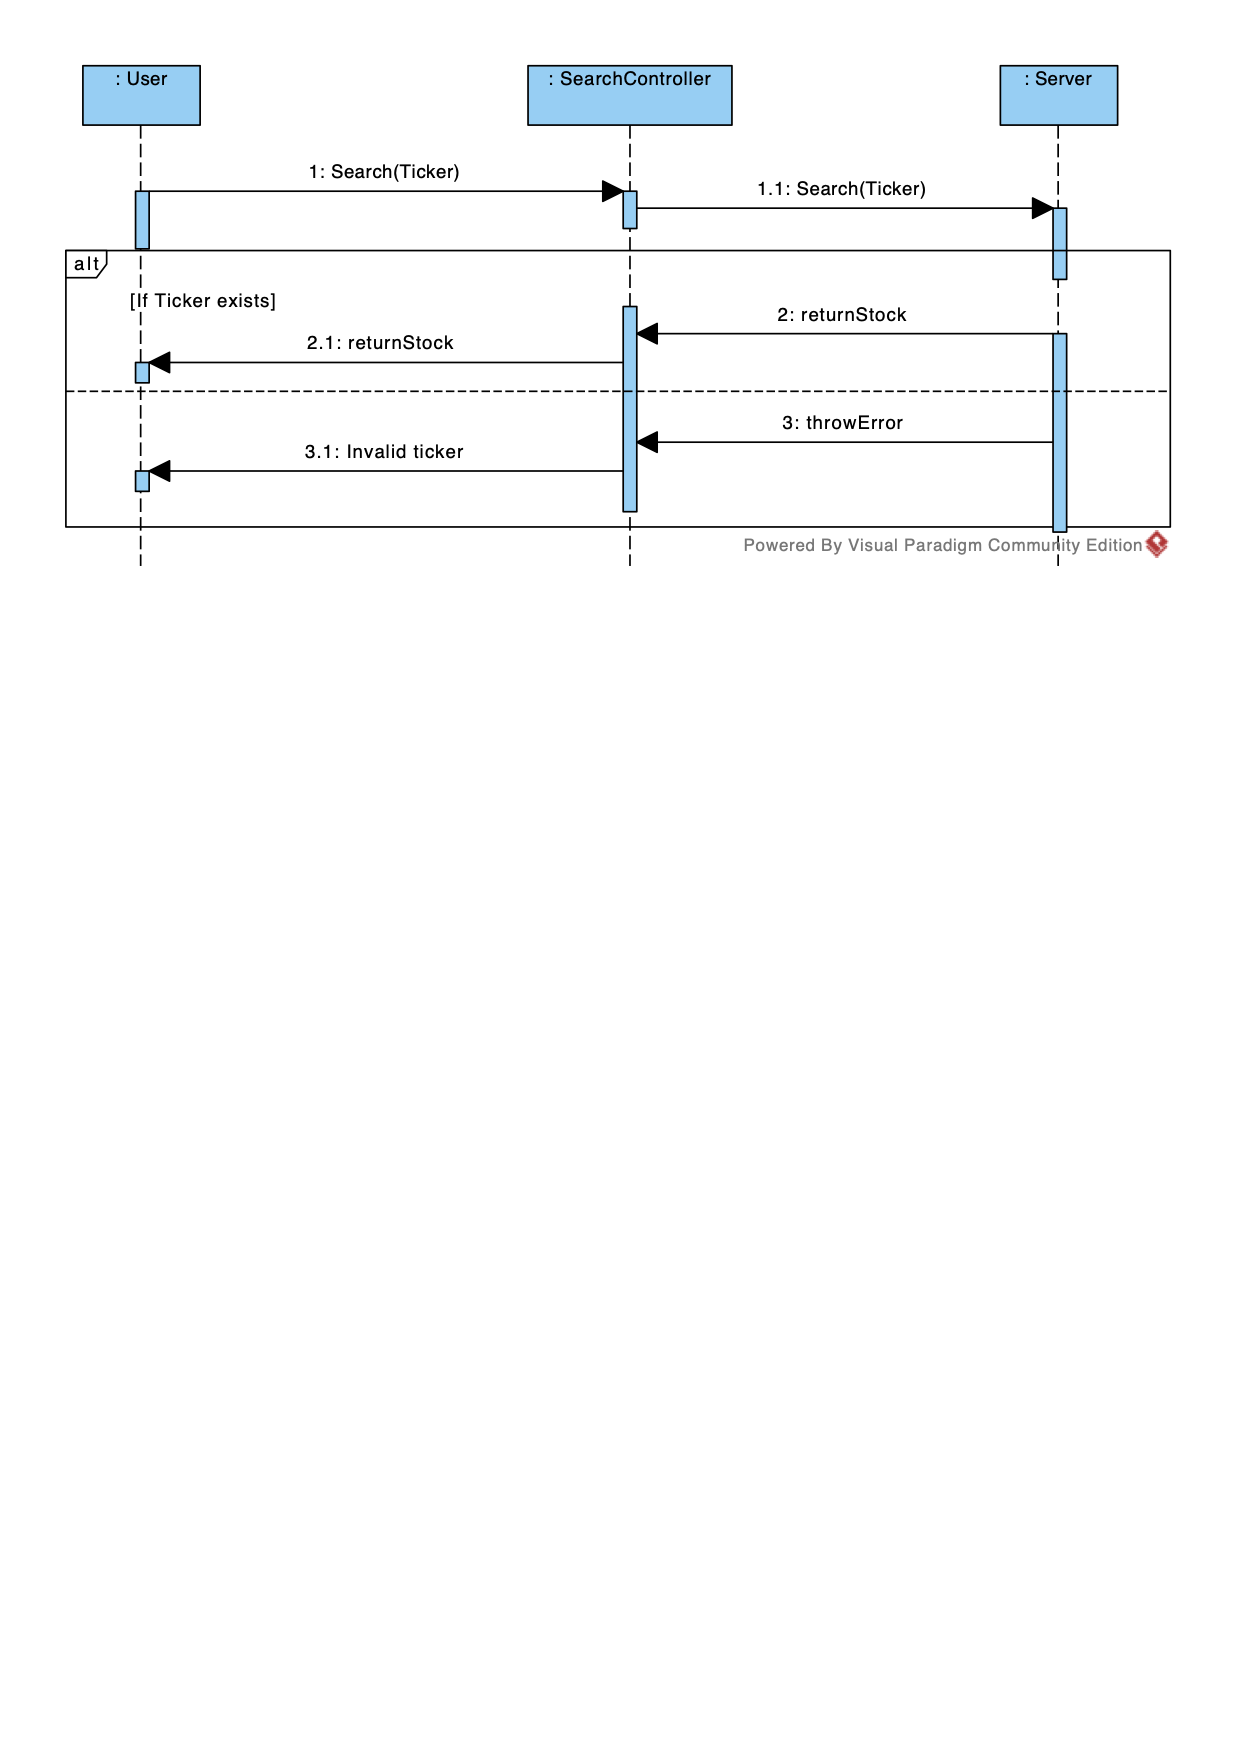 : User
: SearchController
: Server
1: Search(Ticker)
1.1: Search(Ticker)
alt
[If Ticker exists]
2: returnStock
2.1: returnStock
3: throwError
3.1: Invalid ticker
Powered By Visual Paradigm Community Edition